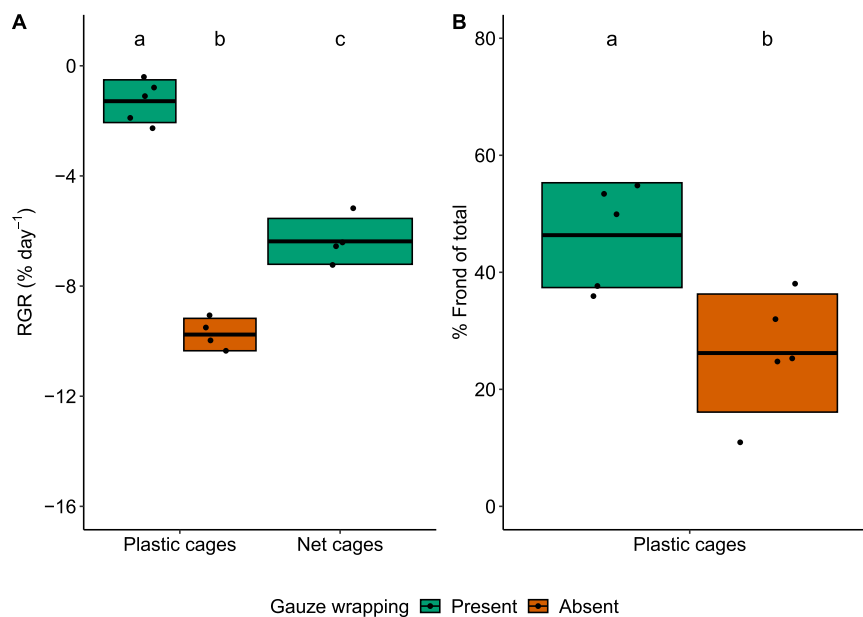 A
a
b
c
0
−4
−8
−12
−16
RGR (% day⁻¹)
Plastic cages
Net cages
B
a
b
80
60
40
20
0
% Frond of total
Plastic cages
Gauze wrapping Present Absent